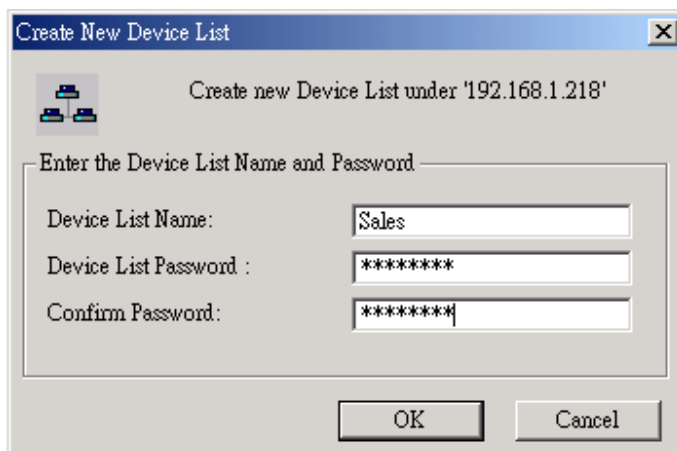 Create New Device List
Create new Device List under '192.168.1.218'
Enter the Device List Name and Password
Device List Name: Sales
Device List Password : ********
Confirm Password: ********
OK Cancel